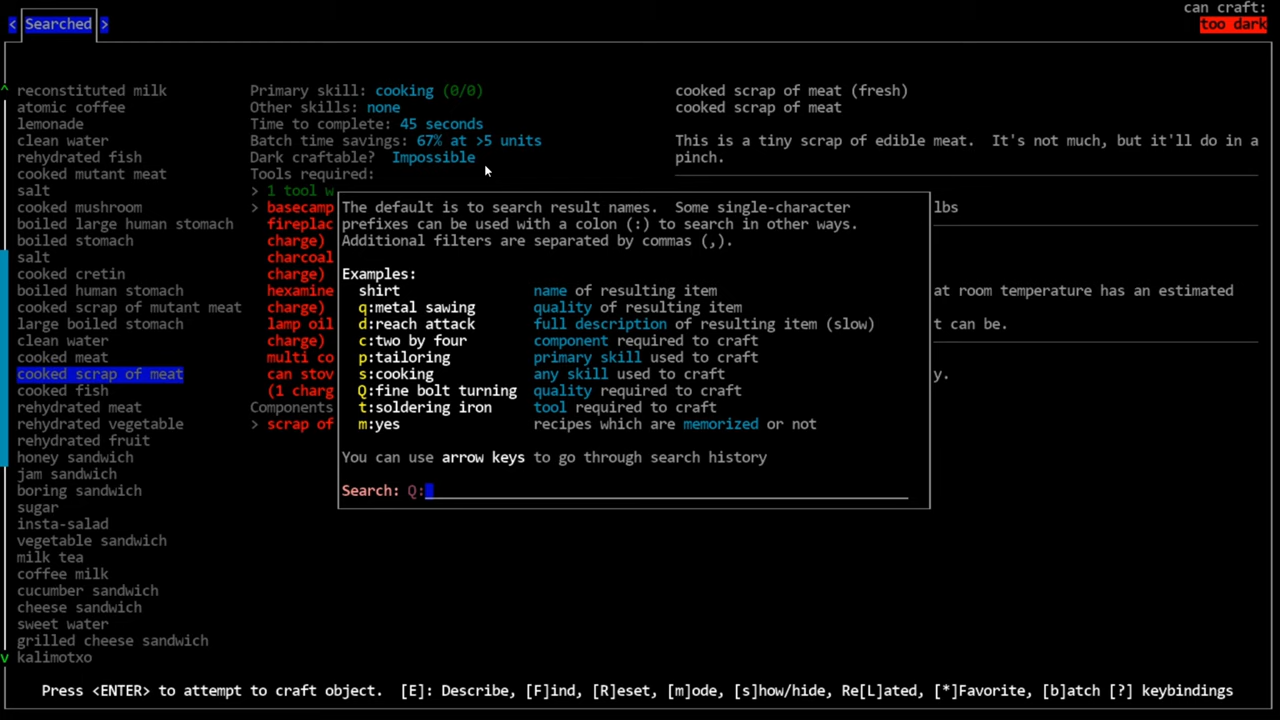 can craft:
< Searched >
too dark
^ reconstituted milk
atomic coffee
lemonade
clean water
rehydrated fish
cooked mutant meat
salt
cooked mushroom
boiled large human stomach
boiled stomach
salt
cooked cretin
boiled human stomach
cooked scrap of mutant meat
large boiled stomach
clean water
cooked meat
cooked scrap of meat
cooked fish
rehydrated meat
rehydrated vegetable
rehydrated fruit
honey sandwich
jam sandwich
boring sandwich
sugar
insta-salad
vegetable sandwich
milk tea
coffee milk
cucumber sandwich
cheese sandwich
sweet water
grilled cheese sandwich
v kalimotxo
Primary skill: cooking (0/0)
Other skills: none
Time to complete: 45 seconds
Batch time savings: 67% at >5 units
Dark craftable? Impossible
Tools required:
> 1 tool w
> basecamp
fireplac
charge)
charcoal
charge)
hexamine
charge)
lamp oil
charge)
multi co
can stov
(1 charg
Components
> scrap of
The default is to search result names. Some single-character
prefixes can be used with a colon (:) to search in other ways.
Additional filters are separated by commas (,).
Examples:
shirt name of resulting item
q:metal sawing quality of resulting item
d:reach attack full description of resulting item (slow)
c:two by four component required to craft
p:tailoring primary skill used to craft
s:cooking any skill used to craft
Q:fine bolt turning quality required to craft
t:soldering iron tool required to craft
m:yes recipes which are memorized or not
You can use arrow keys to go through search history
Search: Q:
cooked scrap of meat (fresh)
cooked scrap of meat
This is a tiny scrap of edible meat. It's not much, but it'll do in a
pinch.
lbs
at room temperature has an estimated
t can be.
y.
Press <ENTER> to attempt to craft object. [E]: Describe, [F]ind, [R]eset, [m]ode, [s]how/hide, Re[L]ated, [*]Favorite, [b]atch [?] keybindings